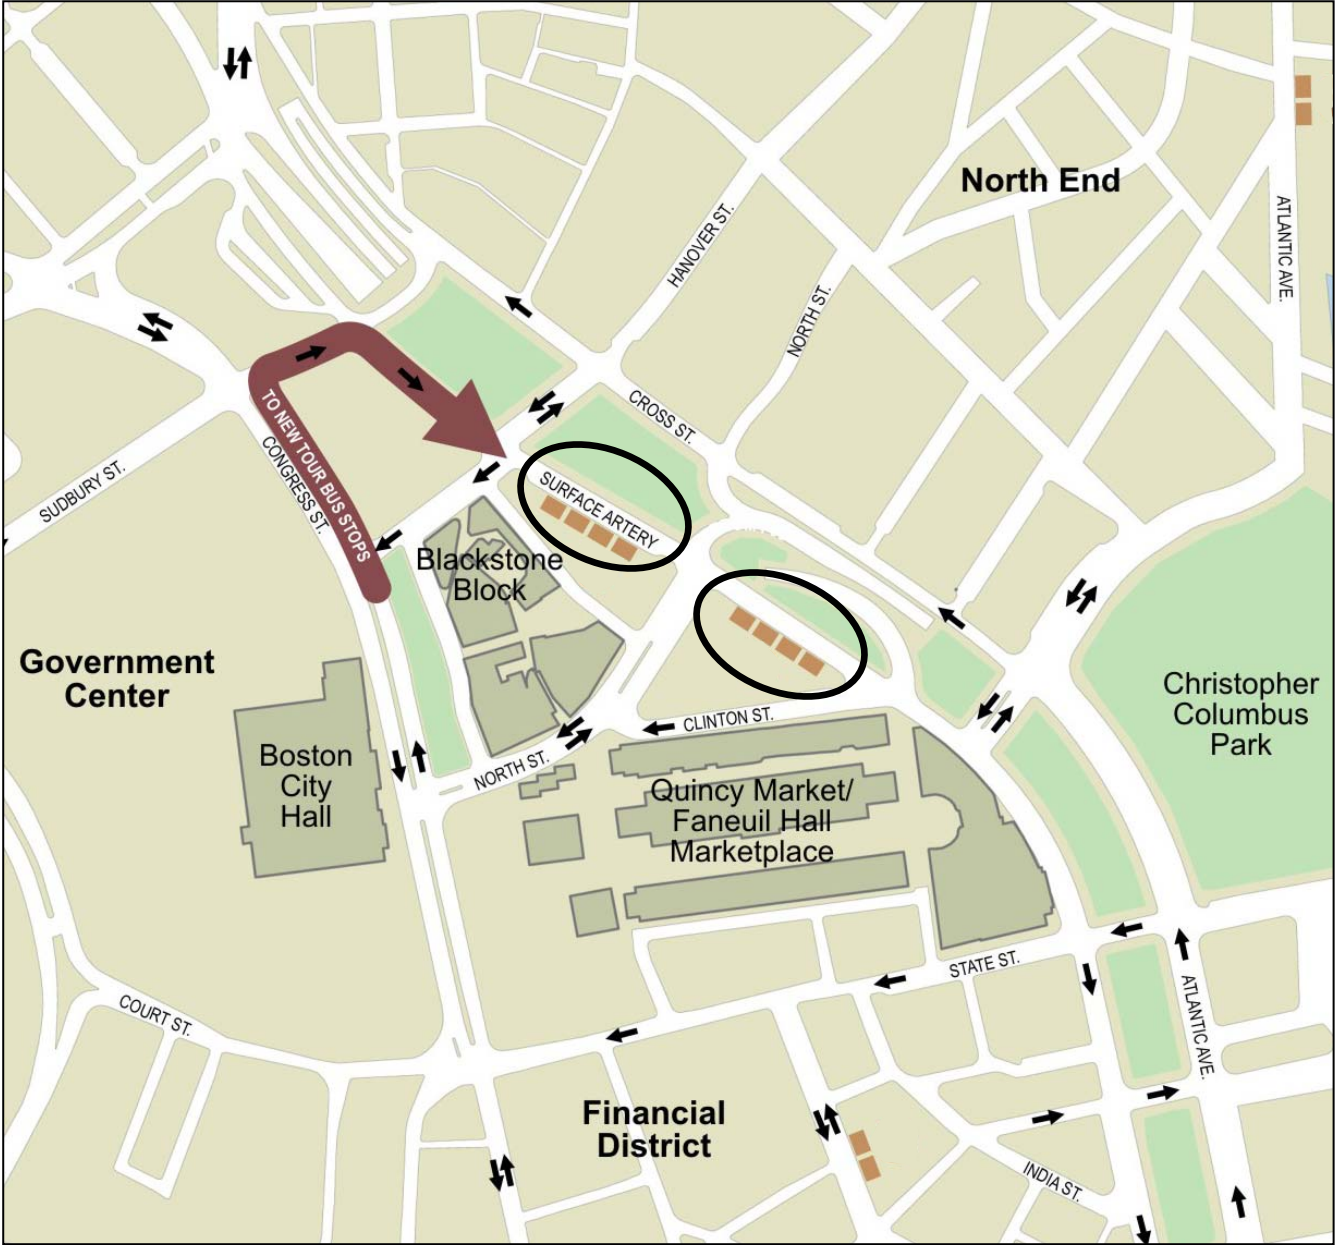 North End
ATLANTIC AVE.
HANOVER ST.
NORTH ST.
CROSS ST.
TO NEW TOUR BUS STOPS
CONGRESS ST.
SUDBURY ST.
SURFACE ARTERY
Blackstone
Block
Government
Center
Christopher
Columbus
Park
CLINTON ST.
Boston
City
Hall
NORTH ST.
Quincy Market/
Faneuil Hall
Marketplace
STATE ST.
COURT ST.
ATLANTIC AVE.
Financial
District
INDIA ST.